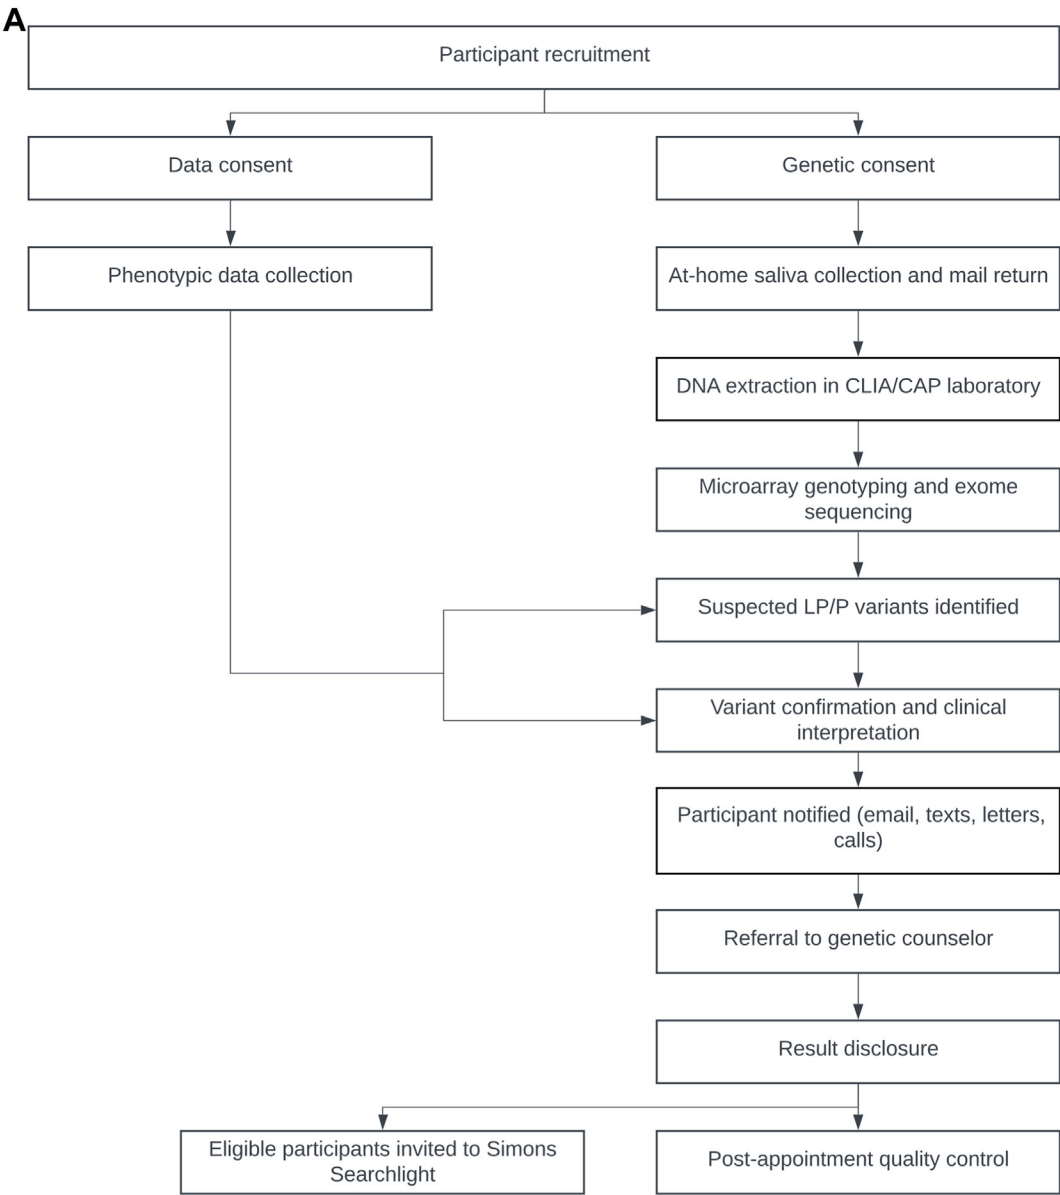 A
Participant recruitment
Data consent
Genetic consent
Phenotypic data collection
At-home saliva collection and mail return
DNA extraction in CLIA/CAP laboratory
Microarray genotyping and exome
sequencing
Suspected LP/P variants identified
Variant confirmation and clinical
interpretation
Participant notified (email, texts, letters,
calls)
Referral to genetic counselor
Result disclosure
Eligible participants invited to Simons
Searchlight
Post-appointment quality control